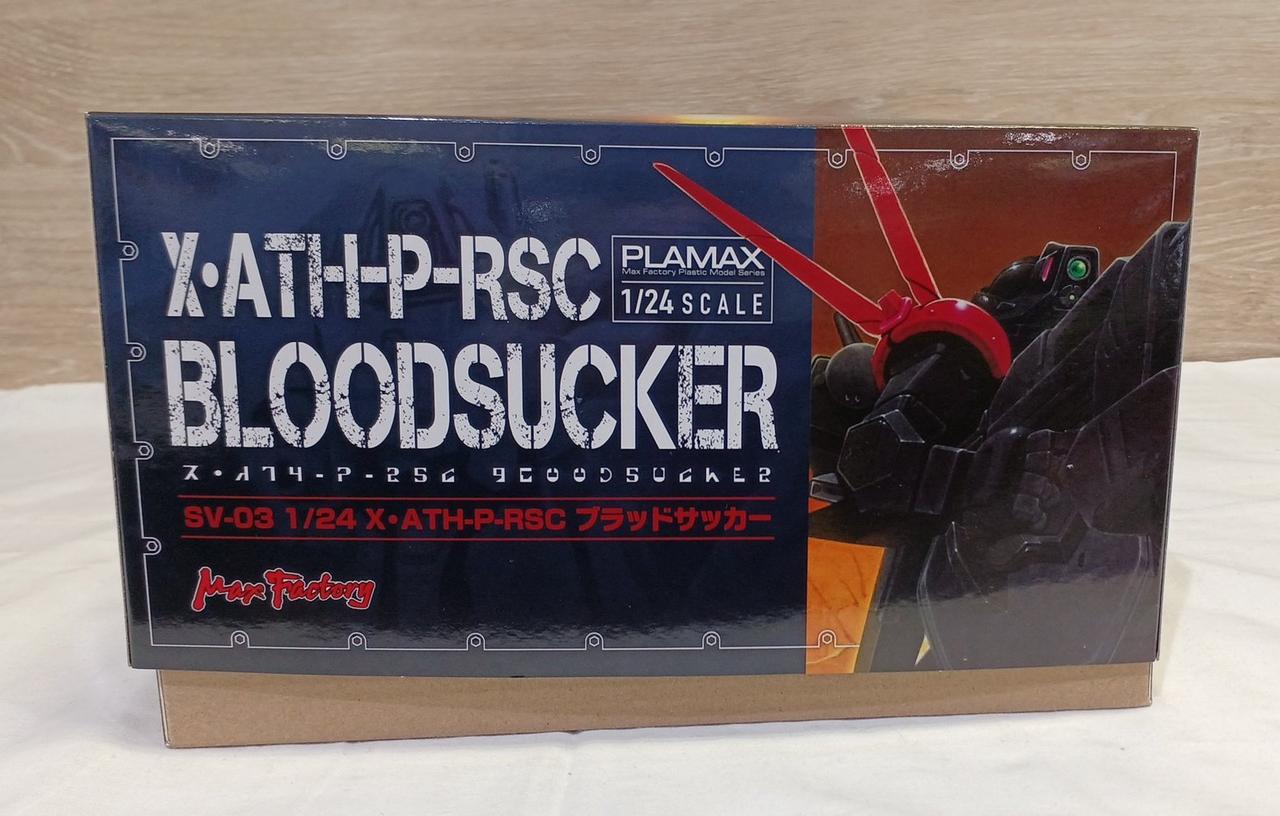 X•ATH-P-RSC
PLAMAX
Max Factory Plastic Model Series
1/24 SCALE
BLOODSUCKER
SV-03 1/24 X•ATH-P-RSC ブラッドサッカー
Max Factory